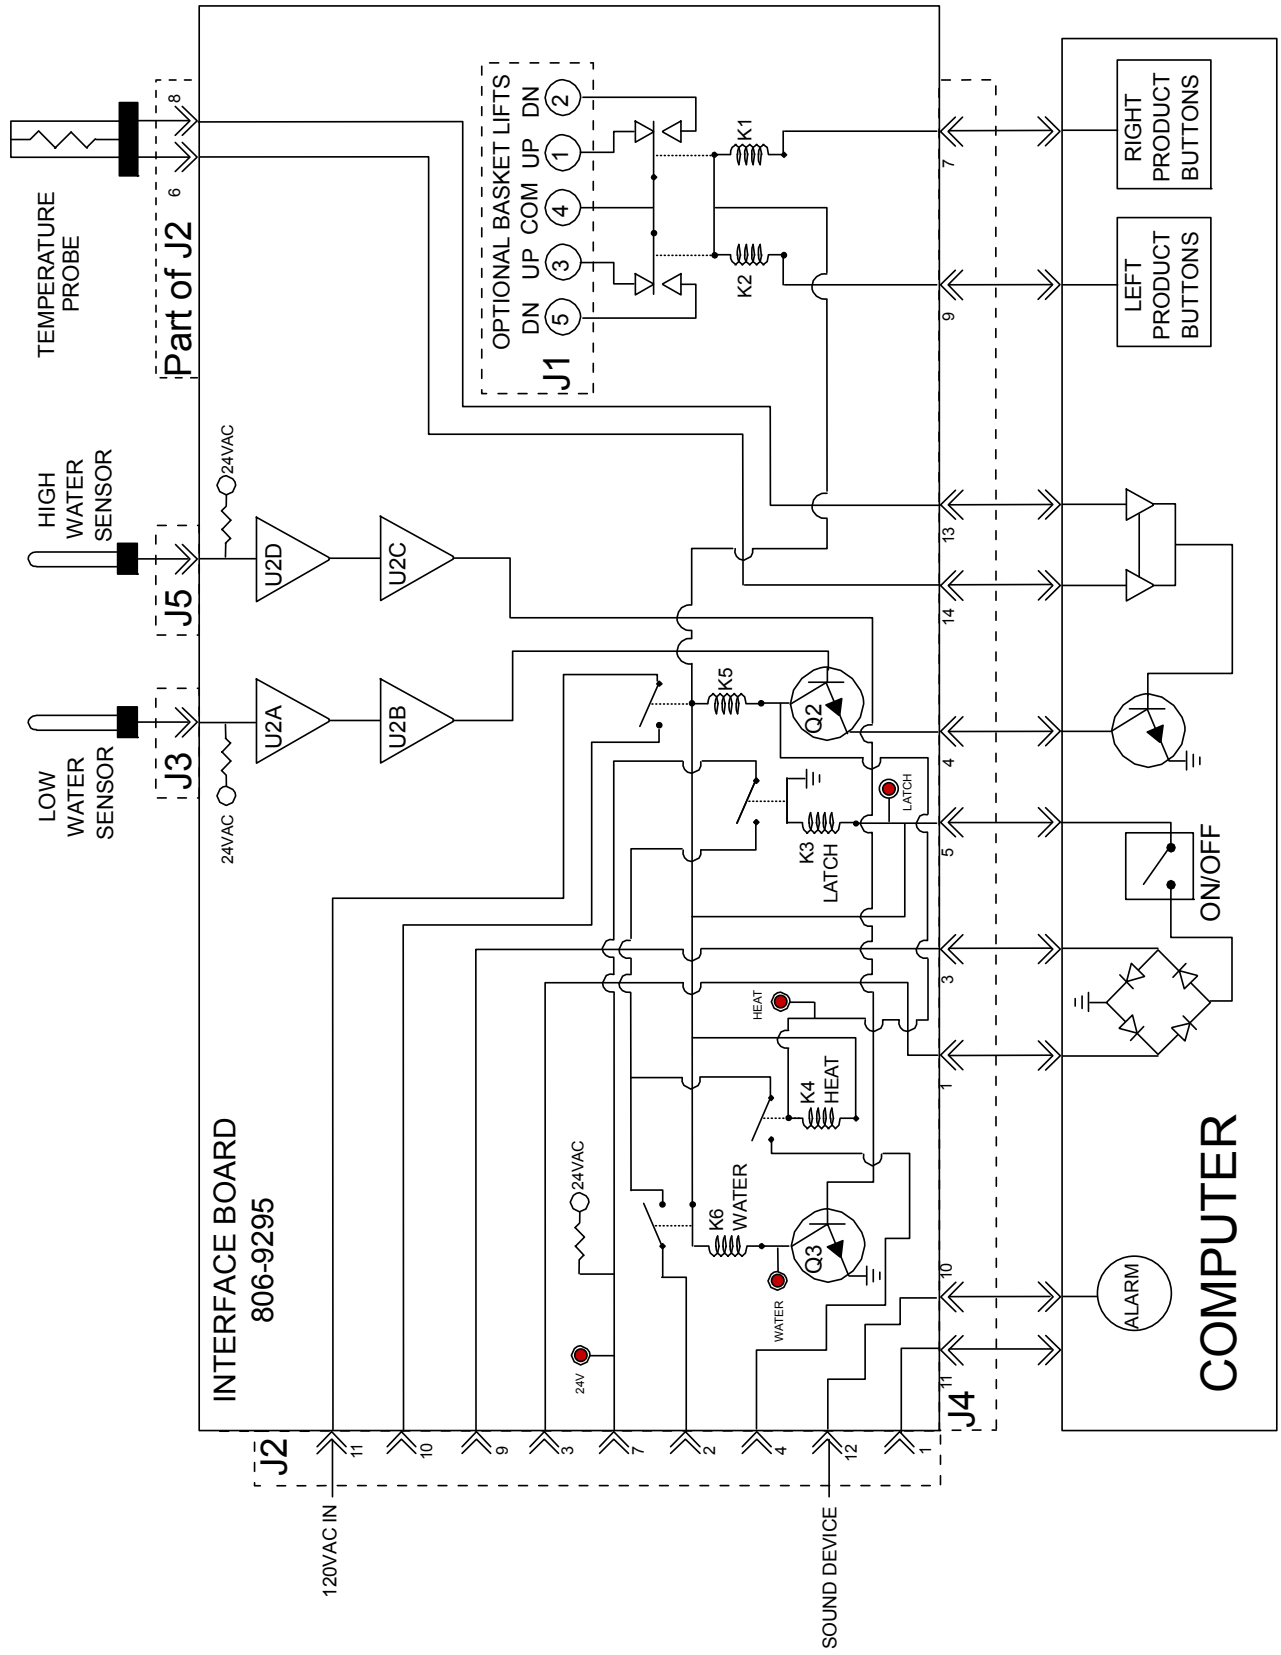 INTERFACE BOARD
806-9295
COMPUTER
J2
120VAC IN
11
10
9
3
7
2
4
12
1
SOUND DEVICE
LOW
WATER
SENSOR
J3
24VAC
U2A
U2B
HIGH
WATER
SENSOR
J5
24VAC
U2D
U2C
TEMPERATURE
PROBE
Part of J2
6
8
OPTIONAL BASKET LIFTS
DN UP COM UP DN
5 3 4 1 2
J1
K2
K1
K5
Q2
K3
LATCH
LATCH
HEAT
K4
HEAT
24VAC
24V
K6
WATER
WATER
Q3
J4
11
10
1
3
5
4
14
13
9
7
ALARM
ON/OFF
LEFT
PRODUCT
BUTTONS
RIGHT
PRODUCT
BUTTONS